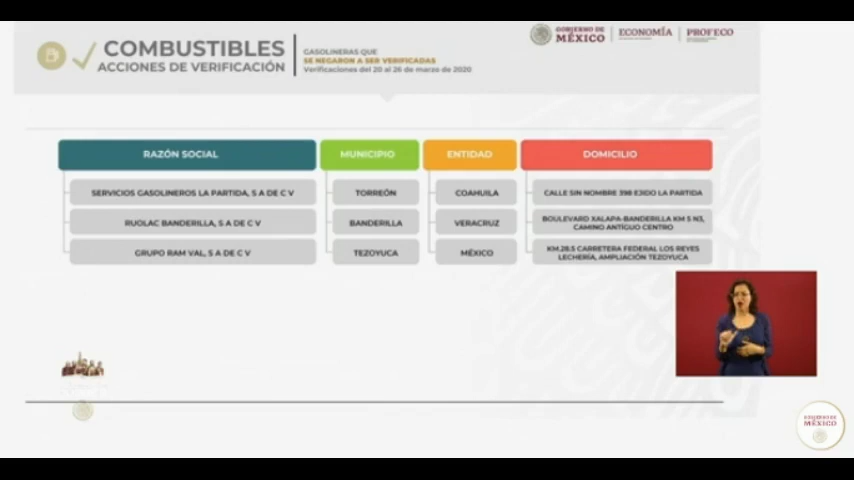 COMBUSTIBLES
ACCIONES DE VERIFICACIÓN
GASOLINERAS QUE
SE NEGARON A SER VERIFICADAS
Verificaciones del 20 al 26 de marzo de 2020
GOBIERNO DE
MÉXICO
ECONOMÍA
PROFECO
RAZÓN SOCIAL MUNICIPIO ENTIDAD DOMICILIO
SERVICIOS GASOLINEROS LA PARTIDA, S A DE C V TORREÓN COAHUILA CALLE SIN NOMBRE 398 EJIDO LA PARTIDA
RUOLAC BANDERILLA, S A DE C V BANDERILLA VERACRUZ BOULEVARD XALAPA-BANDERILLA KM 5 N3,
CAMINO ANTIGUO CENTRO
GRUPO RAM VAL, S A DE C V TEZOYUCA MÉXICO KM.28.5 CARRETERA FEDERAL LOS REYES
LECHERÍA, AMPLIACIÓN TEZOYUCA
GOBIERNO DE
MÉXICO